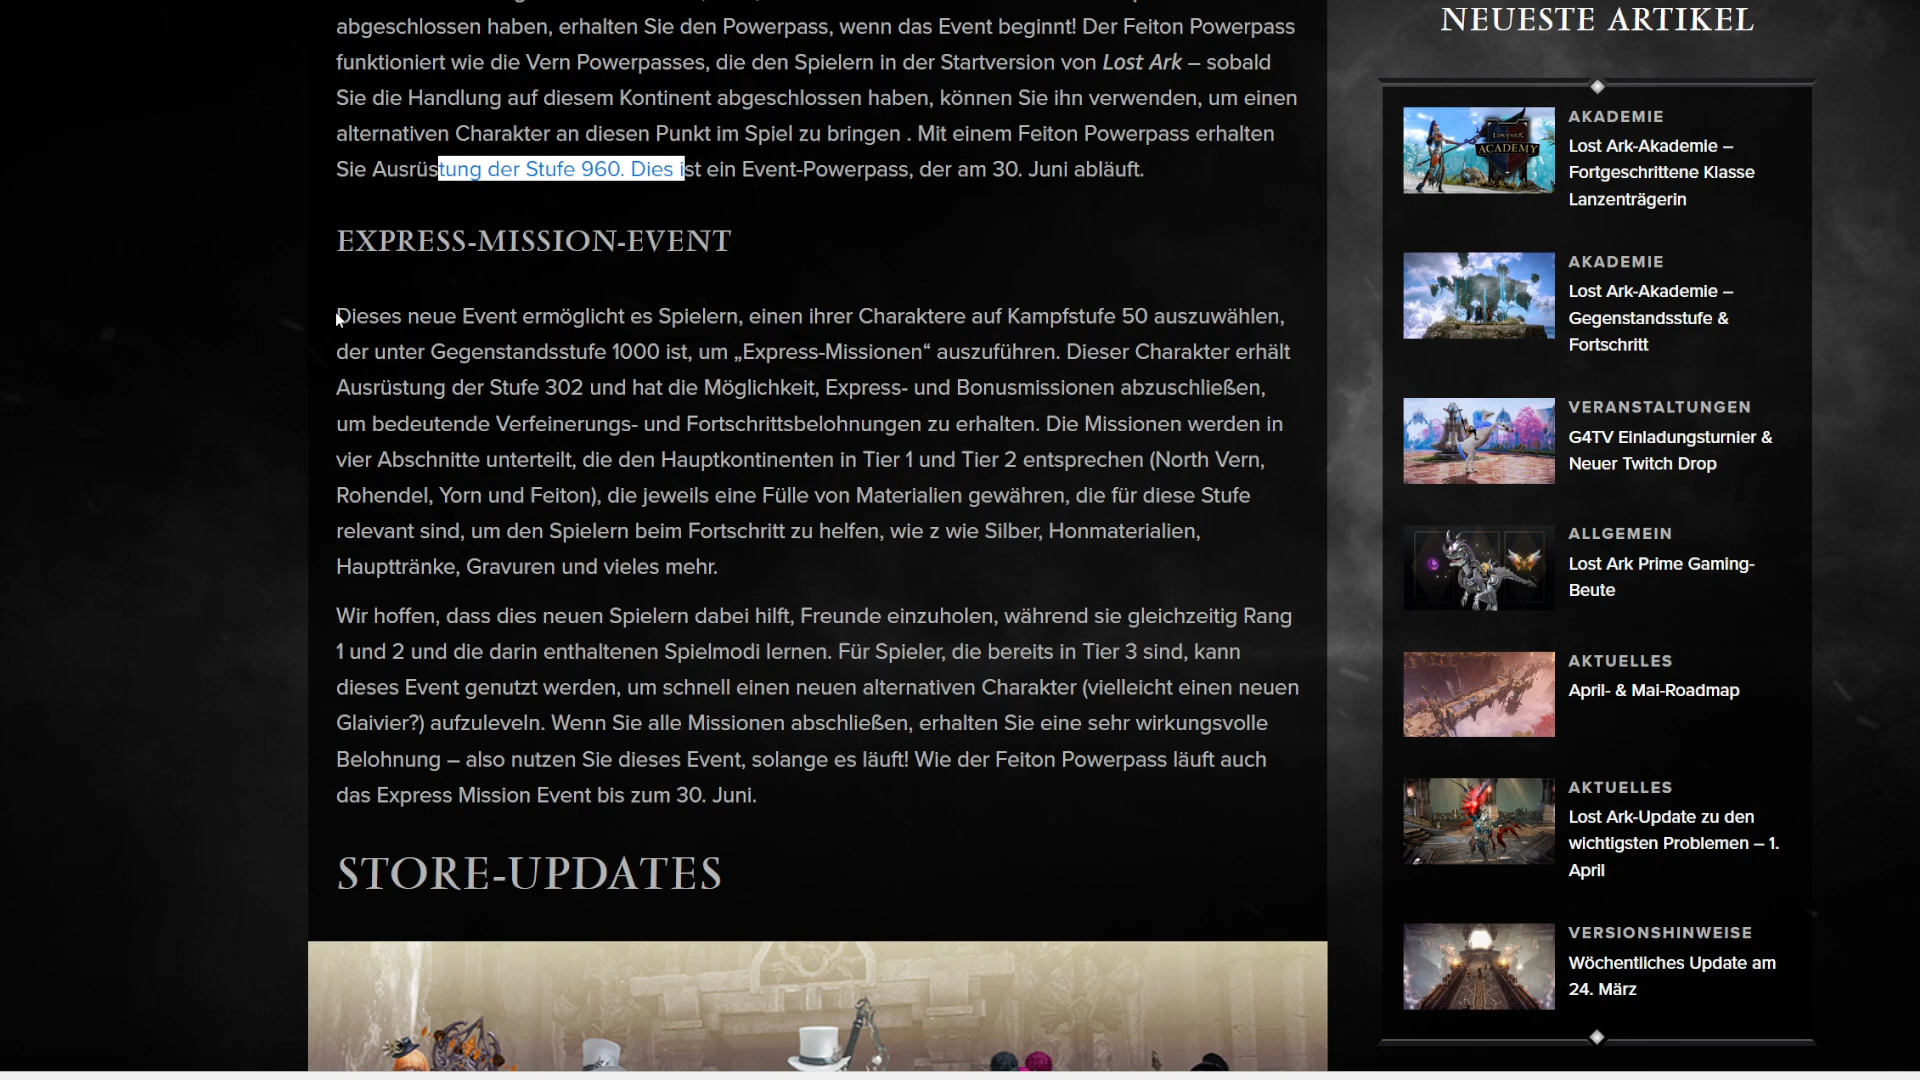 abgeschlossen haben, erhalten Sie den Powerpass, wenn das Event beginnt! Der Feiton Powerpass
funktioniert wie die Vern Powerpasses, die den Spielern in der Startversion von Lost Ark – sobald
Sie die Handlung auf diesem Kontinent abgeschlossen haben, können Sie ihn verwenden, um einen
alternativen Charakter an diesen Punkt im Spiel zu bringen . Mit einem Feiton Powerpass erhalten
Sie Ausrüstung der Stufe 960. Dies ist ein Event-Powerpass, der am 30. Juni abläuft.
EXPRESS-MISSION-EVENT
Dieses neue Event ermöglicht es Spielern, einen ihrer Charaktere auf Kampfstufe 50 auszuwählen,
der unter Gegenstandsstufe 1000 ist, um „Express-Missionen“ auszuführen. Dieser Charakter erhält
Ausrüstung der Stufe 302 und hat die Möglichkeit, Express- und Bonusmissionen abzuschließen,
um bedeutende Verfeinerungs- und Fortschrittsbelohnungen zu erhalten. Die Missionen werden in
vier Abschnitte unterteilt, die den Hauptkontinenten in Tier 1 und Tier 2 entsprechen (North Vern,
Rohendel, Yorn und Feiton), die jeweils eine Fülle von Materialien gewähren, die für diese Stufe
relevant sind, um den Spielern beim Fortschritt zu helfen, wie z wie Silber, Honmaterialien,
Haupttränke, Gravuren und vieles mehr.
Wir hoffen, dass dies neuen Spielern dabei hilft, Freunde einzuholen, während sie gleichzeitig Rang
1 und 2 und die darin enthaltenen Spielmodi lernen. Für Spieler, die bereits in Tier 3 sind, kann
dieses Event genutzt werden, um schnell einen neuen alternativen Charakter (vielleicht einen neuen
Glaivier?) aufzuleveln. Wenn Sie alle Missionen abschließen, erhalten Sie eine sehr wirkungsvolle
Belohnung – also nutzen Sie dieses Event, solange es läuft! Wie der Feiton Powerpass läuft auch
das Express Mission Event bis zum 30. Juni.
STORE-UPDATES
NEUESTE ARTIKEL
LOST ARK
ACADEMY
AKADEMIE
Lost Ark-Akademie –
Fortgeschrittene Klasse
Lanzenträgerin
AKADEMIE
Lost Ark-Akademie –
Gegenstandsstufe &
Fortschritt
VERANSTALTUNGEN
G4TV Einladungsturnier &
Neuer Twitch Drop
ALLGEMEIN
Lost Ark Prime Gaming-
Beute
AKTUELLES
April- & Mai-Roadmap
AKTUELLES
Lost Ark-Update zu den
wichtigsten Problemen – 1.
April
VERSIONSHINWEISE
Wöchentliches Update am
24. März